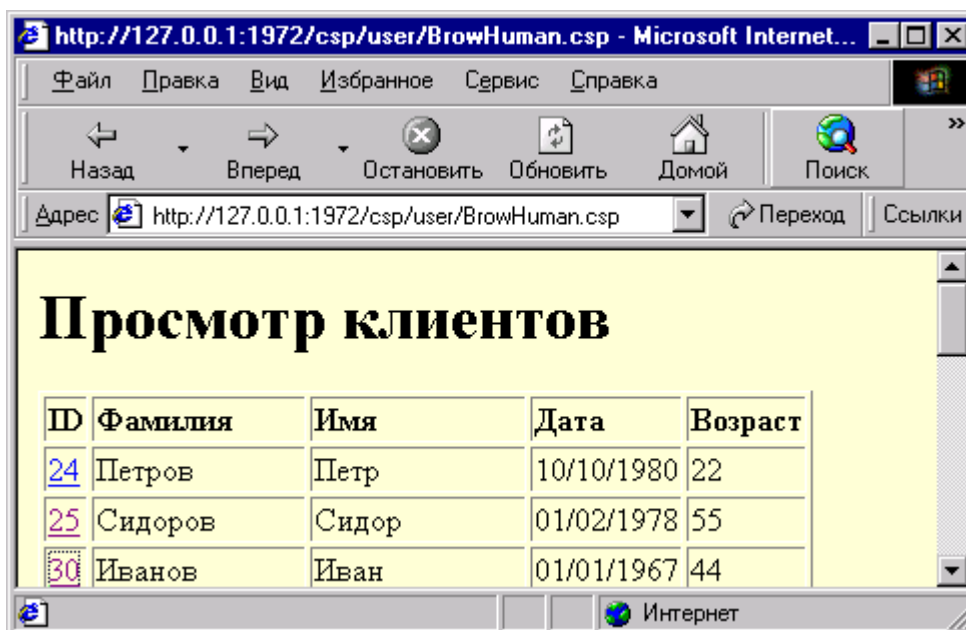 http://127.0.0.1:1972/csp/user/BrowHuman.csp - Microsoft Internet...
Файл Правка Вид Избранное Сервис Справка
Назад Вперед Остановить Обновить Домой Поиск »
Адрес http://127.0.0.1:1972/csp/user/BrowHuman.csp Переход Ссылки
Просмотр клиентов
ID Фамилия Имя Дата Возраст
24 Петров Петр 10/10/1980 22
25 Сидоров Сидор 01/02/1978 55
30 Иванов Иван 01/01/1967 44
Интернет